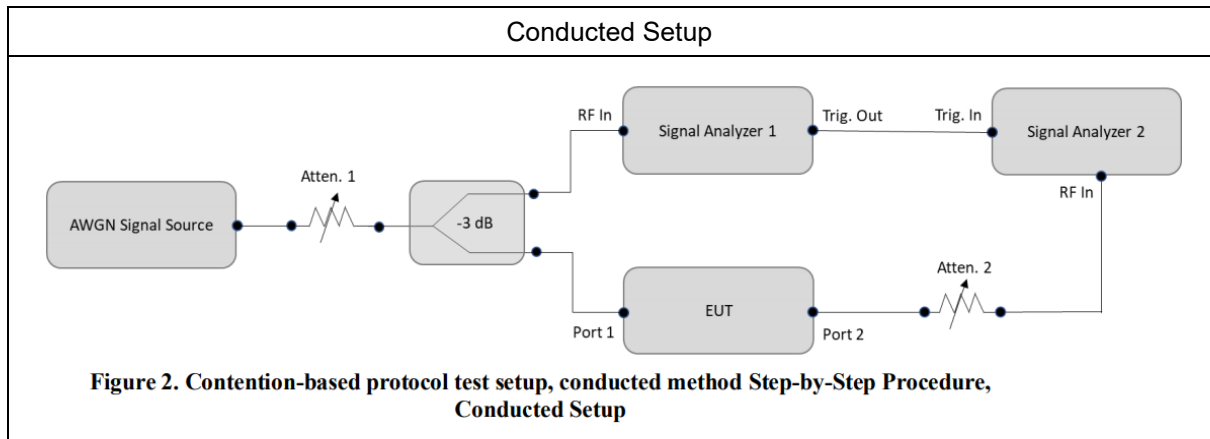 Conducted Setup
RF In
Signal Analyzer 1
Trig. Out
Trig. In
Signal Analyzer 2
RF In
Atten. 1
AWGN Signal Source
-3 dB
Atten. 2
EUT
Port 1
Port 2
Figure 2. Contention-based protocol test setup, conducted method Step-by-Step Procedure,
Conducted Setup